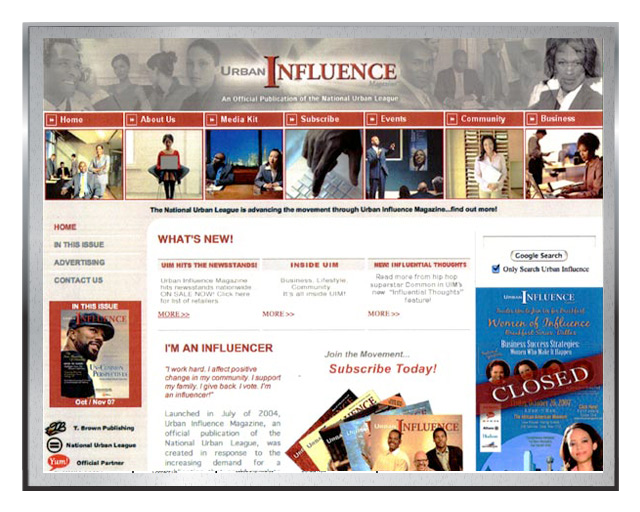 URBAN INFLUENCE
An Official Publication of the National Urban League
Home
About Us
Media Kit
Subscribe
Events
Community
Business
The National Urban League is advancing the movement through Urban Influence Magazine...find out more!
HOME
IN THIS ISSUE
ADVERTISING
CONTACT US
IN THIS ISSUE
INFLUENCE
Oct / Nov 07
T. Brown Publishing
National Urban League
Yum!
Official Partner
WHAT'S NEW!
UIM HITS THE NEWSSTANDS!
Urban Influence Magazine
hits newsstands nationwide
ON SALE NOW! Click here
for list of retailers
MORE >>
INSIDE UIM
Business, Lifestyle,
Community
It's all inside UIM!
MORE >>
NEW! INFLUENTIAL THOUGHTS
Read more from hip hop
superstar Common in UIM's
new "Influential Thoughts"
feature!
MORE >>
I'M AN INFLUENCER
"I work hard. I affect positive
change in my community. I support
my family. I give back. I vote. I'm
an influencer!"
Launched in July of 2004,
Urban Influence Magazine, an
official publication of the
National Urban League, was
created in response to the
increasing demand for a
Join the Movement...
Subscribe Today!
Google Search
Only Search Urban Influence
URBAN INFLUENCE
Women of Influence
Breakfast Series: Dallas
Business Success Strategies:
Women Who Make It Happen
CLOSED